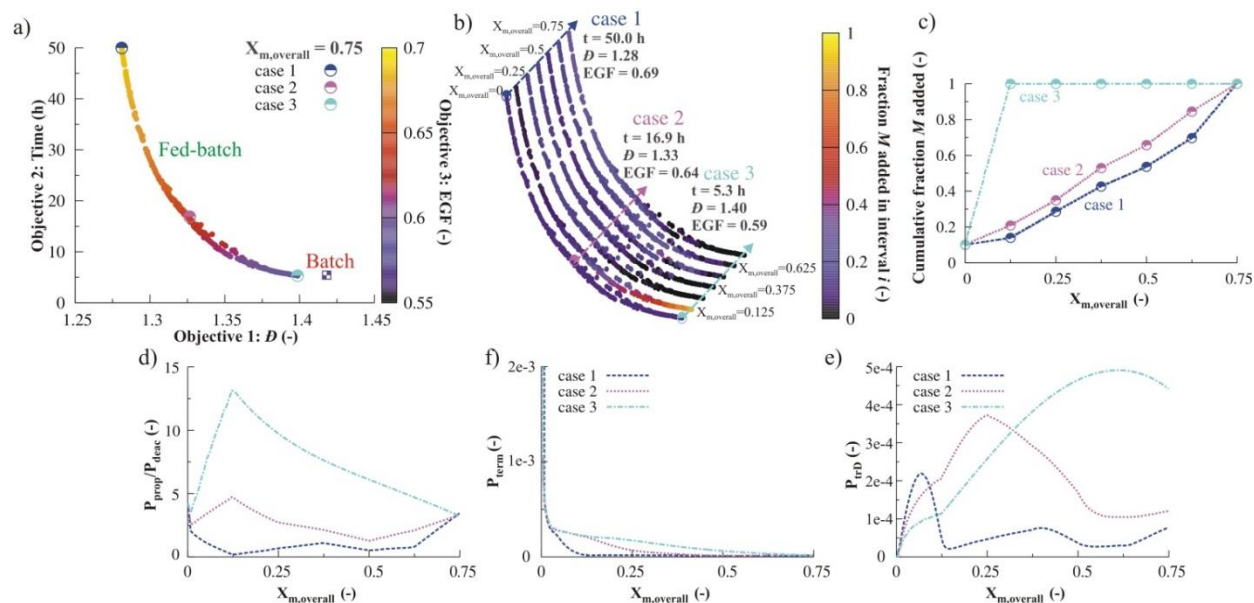 a)
50
40
30
20
10
0
Objective 2: Time (h)
1.25
1.3
1.35
1.4
1.45
Objective 1: Đ (-)
X_m,overall = 0.75
case 1
case 2
case 3
Fed-batch
Batch
0.7
0.65
0.6
0.55
Objective 3: EGF (-)
b)
X_m,overall=0.75
X_m,overall=0.5
X_m,overall=0.25
X_m,overall=0
case 1
t = 50.0 h
Đ = 1.28
EGF = 0.69
case 2
t = 16.9 h
Đ = 1.33
EGF = 0.64
case 3
t = 5.3 h
Đ = 1.40
EGF = 0.59
X_m,overall=0.625
X_m,overall=0.375
X_m,overall=0.125
1
0.8
0.6
0.4
0.2
0
Fraction M added in interval i (-)
c)
1
0.8
0.6
0.4
0.2
0
Cumulative fraction M added (-)
case 3
case 2
case 1
0
0.25
0.5
0.75
X_m,overall (-)
d)
15
10
5
0
P_prop/P_deac (-)
case 1
case 2
case 3
0
0.25
0.50
0.75
X_m,overall (-)
f)
2e-3
1e-3
0
P_term (-)
case 1
case 2
case 3
0
0.25
0.50
0.75
X_m,overall (-)
e)
5e-4
4e-4
3e-4
2e-4
1e-4
0
P_trD (-)
case 1
case 2
case 3
0
0.25
0.50
0.75
X_m,overall (-)